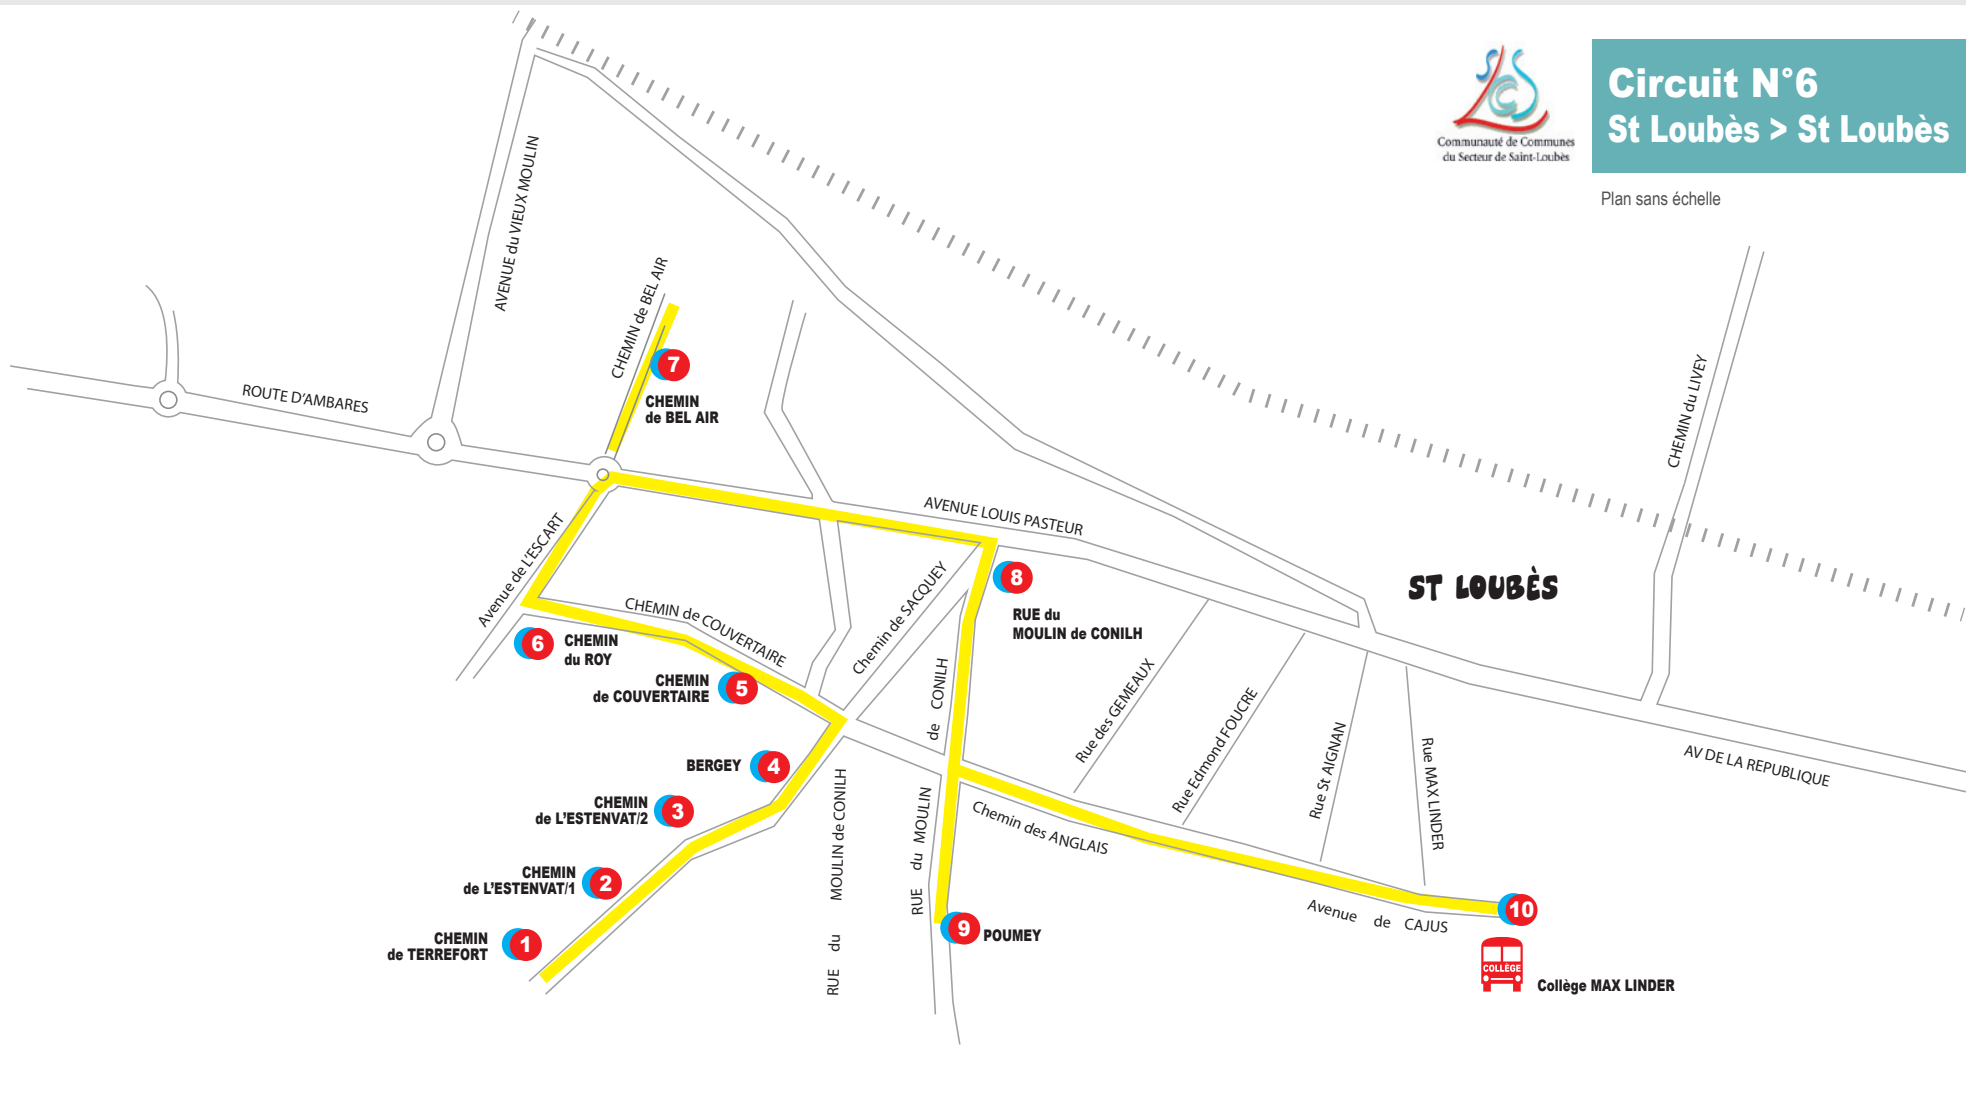 Circuit N°6
St Loubès > St Loubès
Communauté de Communes
du Secteur de Saint-Loubès
Plan sans échelle
AVENUE du VIEUX MOULIN
CHEMIN de BEL AIR
ROUTE D'AMBARES
7
CHEMIN
de BEL AIR
CHEMIN du LIVEY
AVENUE LOUIS PASTEUR
Avenue de L'ESCART
CHEMIN de COUVERTAIRE
Chemin de SACQUEY
8
RUE du
MOULIN de CONILH
ST LOUBÈS
6
CHEMIN
du ROY
CHEMIN
de COUVERTAIRE
5
de CONILH
Rue des GEMEAUX
Rue Edmond FOUCRE
Rue St AIGNAN
Rue MAX LINDER
AV DE LA REPUBLIQUE
BERGEY
4
CHEMIN
de L'ESTENVAT/2
3
RUE du MOULIN de CONILH
RUE du MOULIN
Chemin des ANGLAIS
CHEMIN
de L'ESTENVAT/1
2
Avenue de CAJUS
10
CHEMIN
de TERREFORT
1
9
POUMEY
COLLÈGE
Collège MAX LINDER